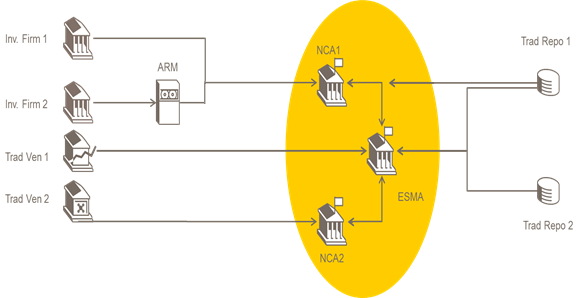 Inv. Firm 1
NCA1
Trad Repo 1
ARM
Inv. Firm 2
Trad Ven 1
Trad Ven 2
ESMA
Trad Repo 2
NCA2